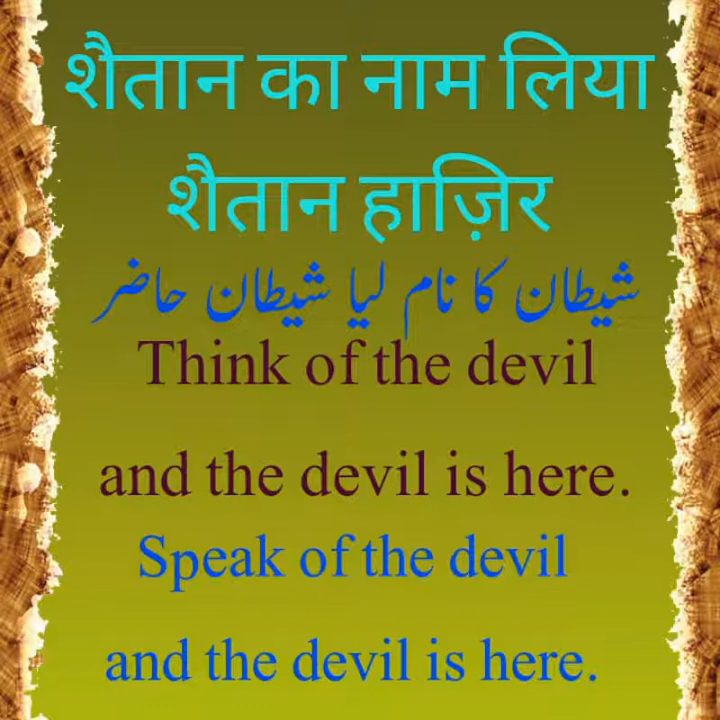 शैतान का नाम लिया
शैतान हाज़िर
شیطان کا نام لیا شیطان حاضر
Think of the devil
and the devil is here.
Speak of the devil
and the devil is here.